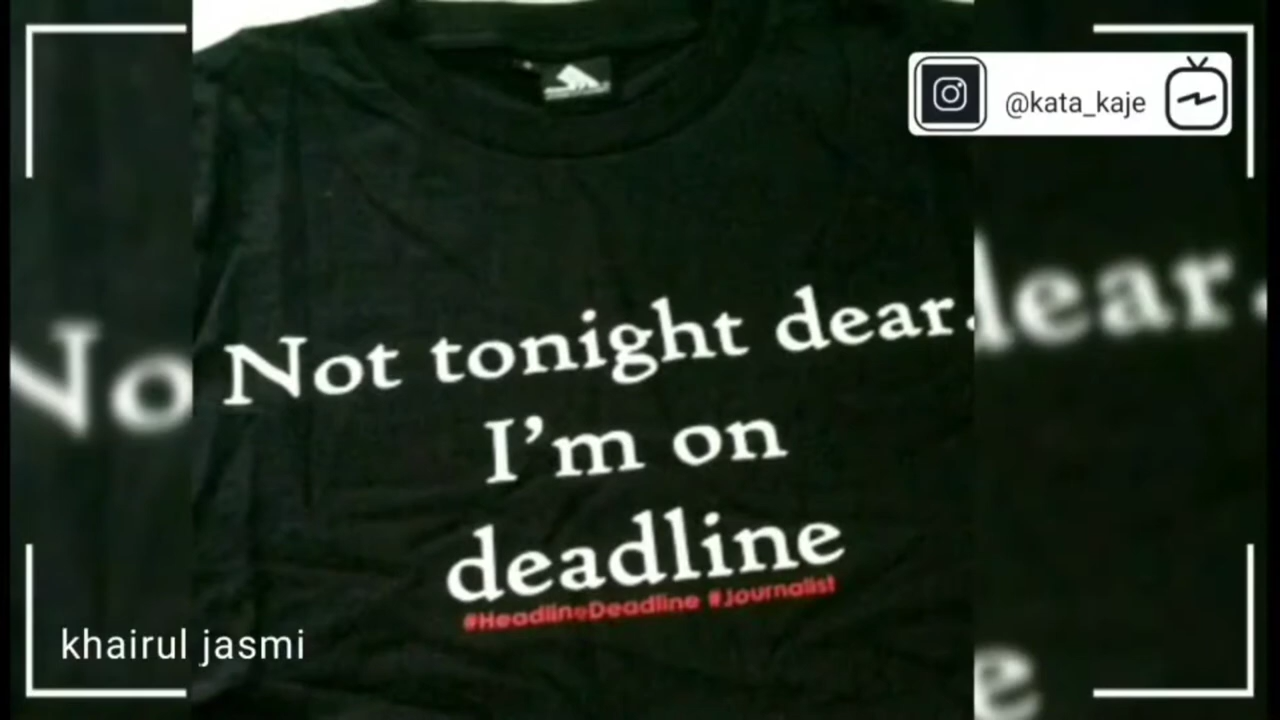 @kata_kaje
Not tonight dear.
I'm on
deadline
#HeadlineDeadline #Journalist
khairul jasmi